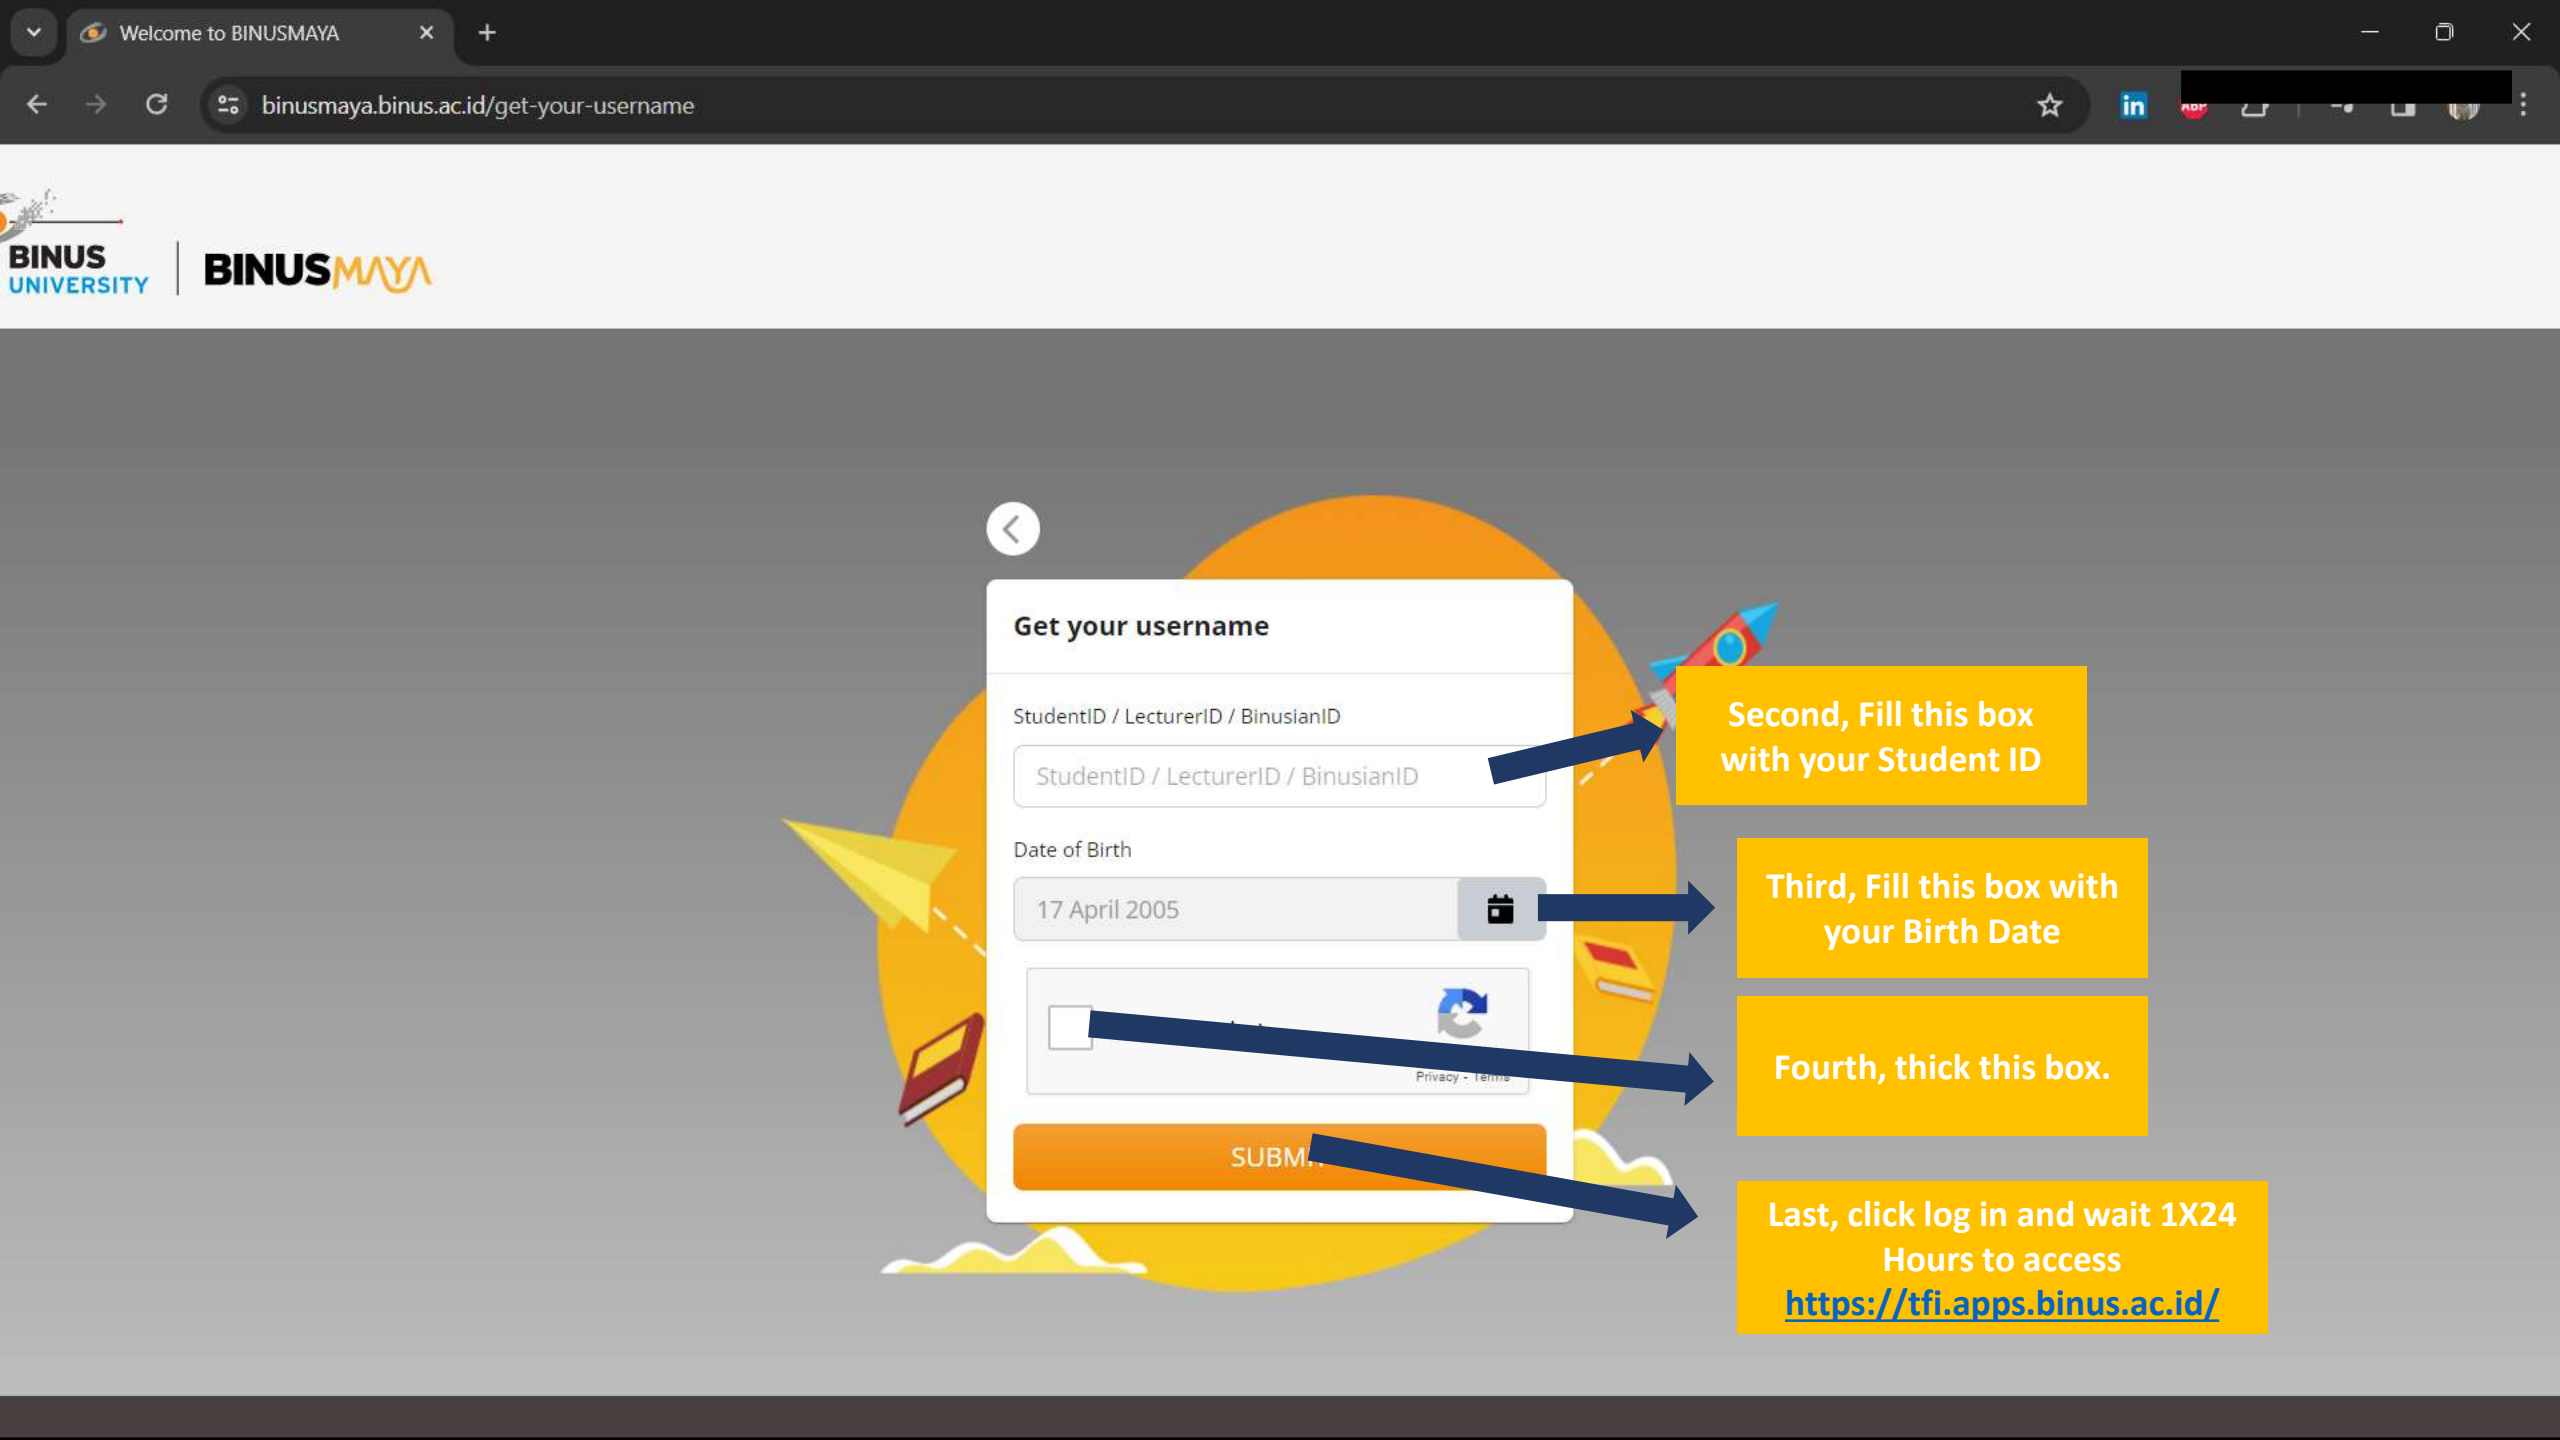 Welcome to BINUSMAYA
binusmaya.binus.ac.id/get-your-username
in
ABP
BINUS
UNIVERSITY
BINUSMAYA
Get your username
StudentID / LecturerID / BinusianID
StudentID / LecturerID / BinusianID
Second, Fill this box
with your Student ID
Date of Birth
17 April 2005
Third, Fill this box with
your Birth Date
Privacy - Terms
Fourth, thick this box.
SUBMIT
Last, click log in and wait 1X24
Hours to access
https://tfi.apps.binus.ac.id/